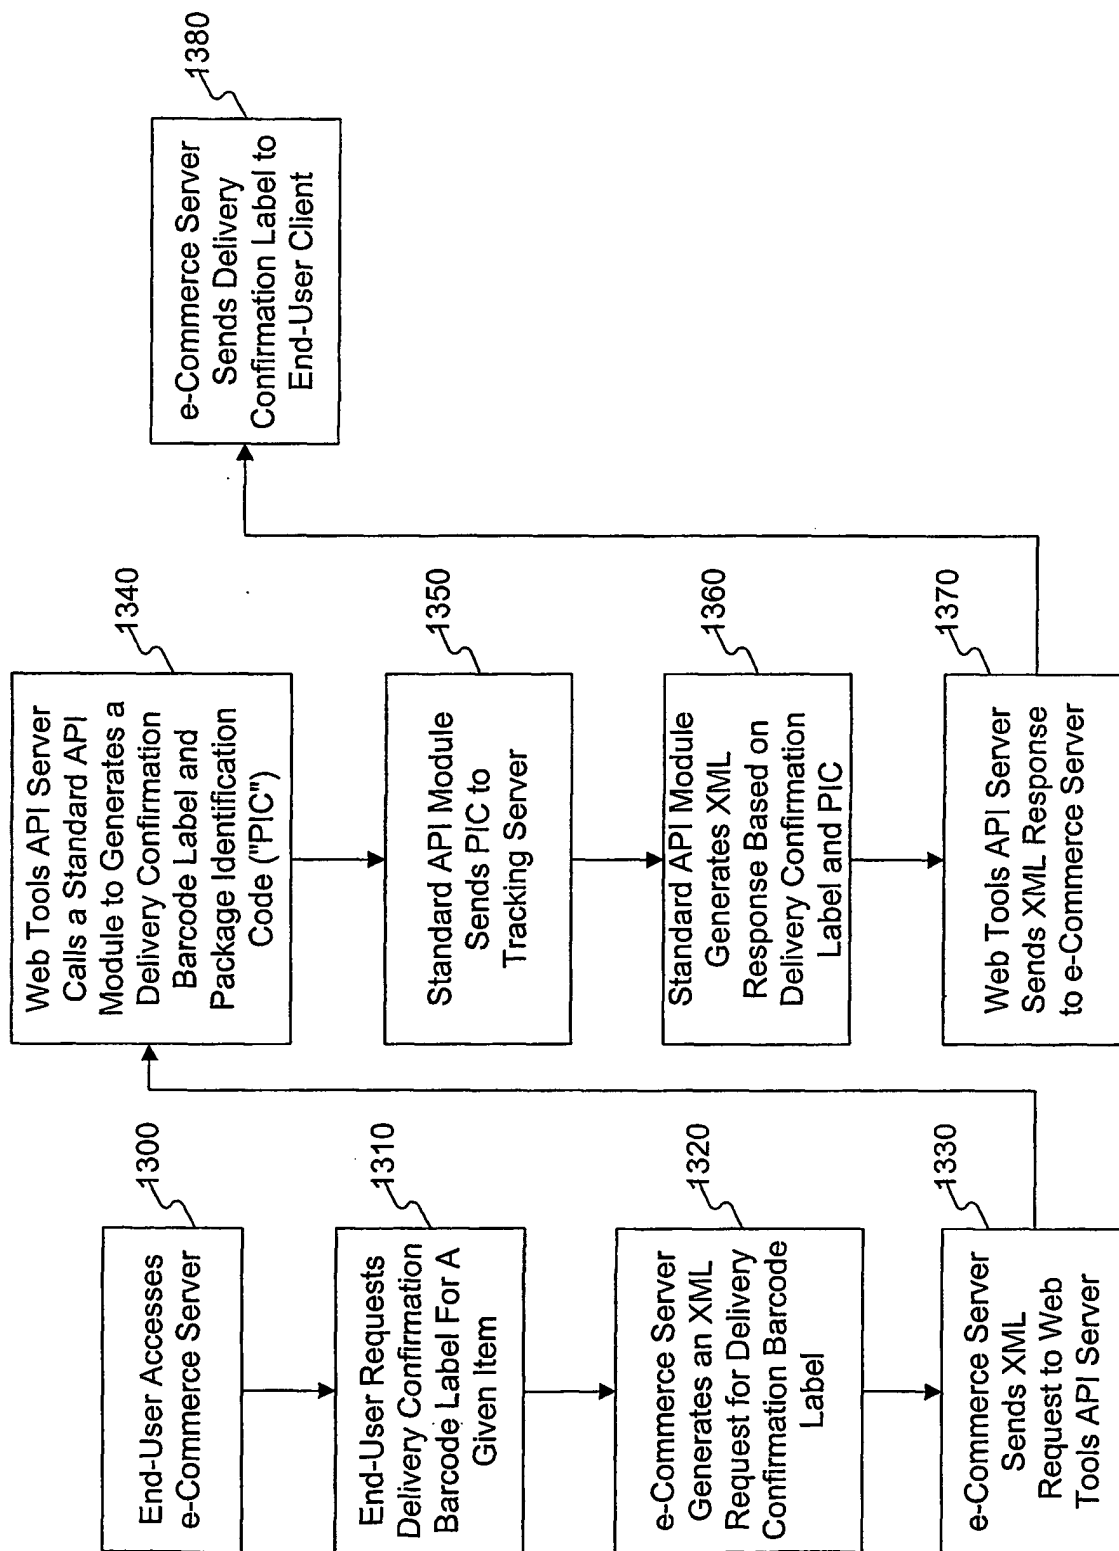 End-User Accesses
e-Commerce Server
1300
End-User Requests
Delivery Confirmation
Barcode Label For A
Given Item
1310
e-Commerce Server
Generates an XML
Request for Delivery
Confirmation Barcode
Label
1320
e-Commerce Server
Sends XML
Request to Web
Tools API Server
1330
Web Tools API Server
Calls a Standard API
Module to Generates a
Delivery Confirmation
Barcode Label and
Package Identification
Code ("PIC")
1340
Standard API Module
Sends PIC to
Tracking Server
1350
Standard API Module
Generates XML
Response Based on
Delivery Confirmation
Label and PIC
1360
Web Tools API Server
Sends XML Response
to e-Commerce Server
1370
e-Commerce Server
Sends Delivery
Confirmation Label to
End-User Client
1380